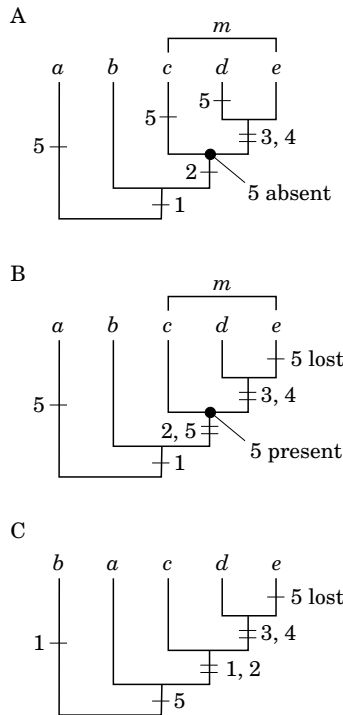 A
m
a b c d e
5
5
5
3, 4
2
5 absent
1
B
m
a b c d e
5 lost
5
3, 4
2, 5
5 present
1
C
b a c d e
5 lost
1
3, 4
1, 2
5